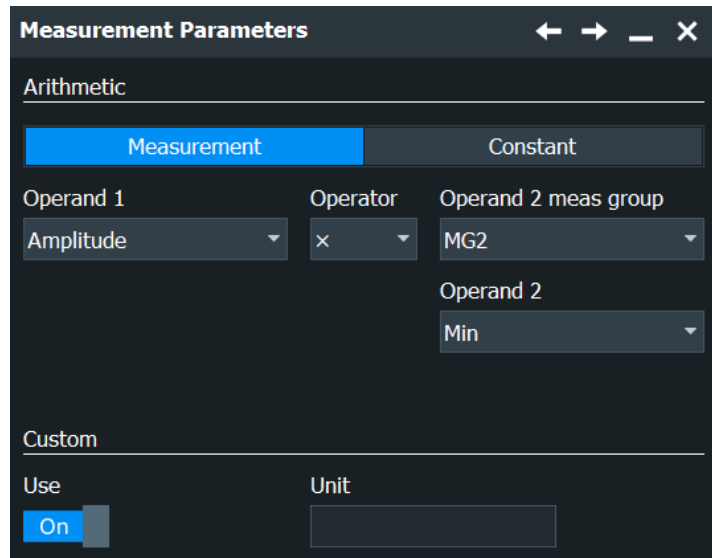 Measurement Parameters
Arithmetic
Measurement Constant
Operand 1 Operator Operand 2 meas group
Amplitude × MG2
Operand 2
Min
Custom
Use Unit
On